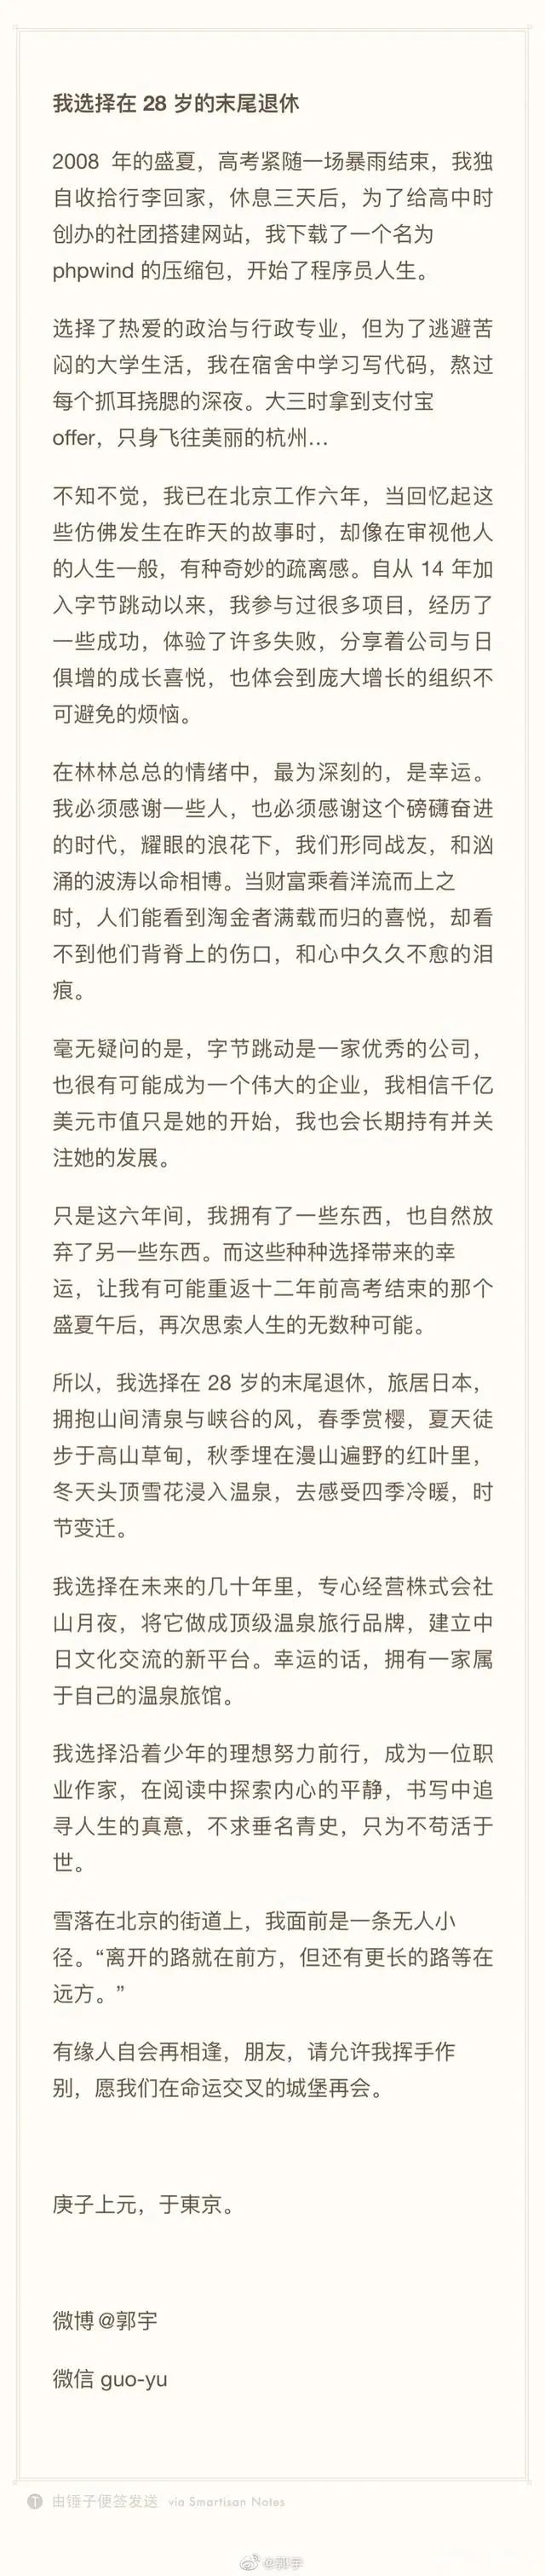 我选择在 28 岁的末尾退休
2008 年的盛夏，高考紧随一场暴雨结束，我独
自收拾行李回家，休息三天后，为了给高中时
创办的社团搭建网站，我下载了一个名为
phpwind 的压缩包，开始了程序员人生。
选择了热爱的政治与行政专业，但为了逃避苦
闷的大学生活，我在宿舍中学习写代码，熬过
每个抓耳挠腮的深夜。大三时拿到支付宝
offer，只身飞往美丽的杭州...
不知不觉，我已在北京工作六年，当回忆起这
些仿佛发生在昨天的故事时，却像在审视他人
的人生一般，有种奇妙的疏离感。自从 14 年加
入字节跳动以来，我参与过很多项目，经历了
一些成功，体验了许多失败，分享着公司与日
俱增的成长喜悦，也体会到庞大增长的组织不
可避免的烦恼。
在林林总总的情绪中，最为深刻的，是幸运。
我必须感谢一些人，也必须感谢这个磅礴奋进
的时代，耀眼的浪花下，我们形同战友，和汹
涌的波涛以命相搏。当财富乘着洋流而上之
时，人们能看到淘金者满载而归的喜悦，却看
不到他们背脊上的伤口，和心中久久不愈的泪
痕。
毫无疑问的是，字节跳动是一家优秀的公司，
也很有可能成为一个伟大的企业，我相信千亿
美元市值只是她的开始，我也会长期持有并关
注她的发展。
只是这六年间，我拥有了一些东西，也自然放
弃了另一些东西。而这些种种选择带来的幸
运，让我有可能重返十二年前高考结束的那个
盛夏午后，再次思索人生的无数种可能。
所以，我选择在 28 岁的末尾退休，旅居日本，
拥抱山间清泉与峡谷的风，春季赏樱，夏天徒
步于高山草甸，秋季埋在漫山遍野的红叶里，
冬天头顶雪花浸入温泉，去感受四季冷暖，时
节变迁。
我选择在未来的几十年里，专心经营株式会社
山月夜，将它做成顶级温泉旅行品牌，建立中
日文化交流的新平台。幸运的话，拥有一家属
于自己的温泉旅馆。
我选择沿着少年的理想努力前行，成为一位职
业作家，在阅读中探索内心的平静，书写中追
寻人生的真意，不求垂名青史，只为不苟活于
世。
雪落在北京的街道上，我面前是一条无人小
径。“离开的路就在前方，但还有更长的路等在
远方。”
有缘人自会再相逢，朋友，请允许我挥手作
别，愿我们在命运交叉的城堡再会。
庚子上元，于東京。
微博 @郭宇
微信 guo-yu
T 由锤子便签发送 via Smartisan Notes
@郭宇